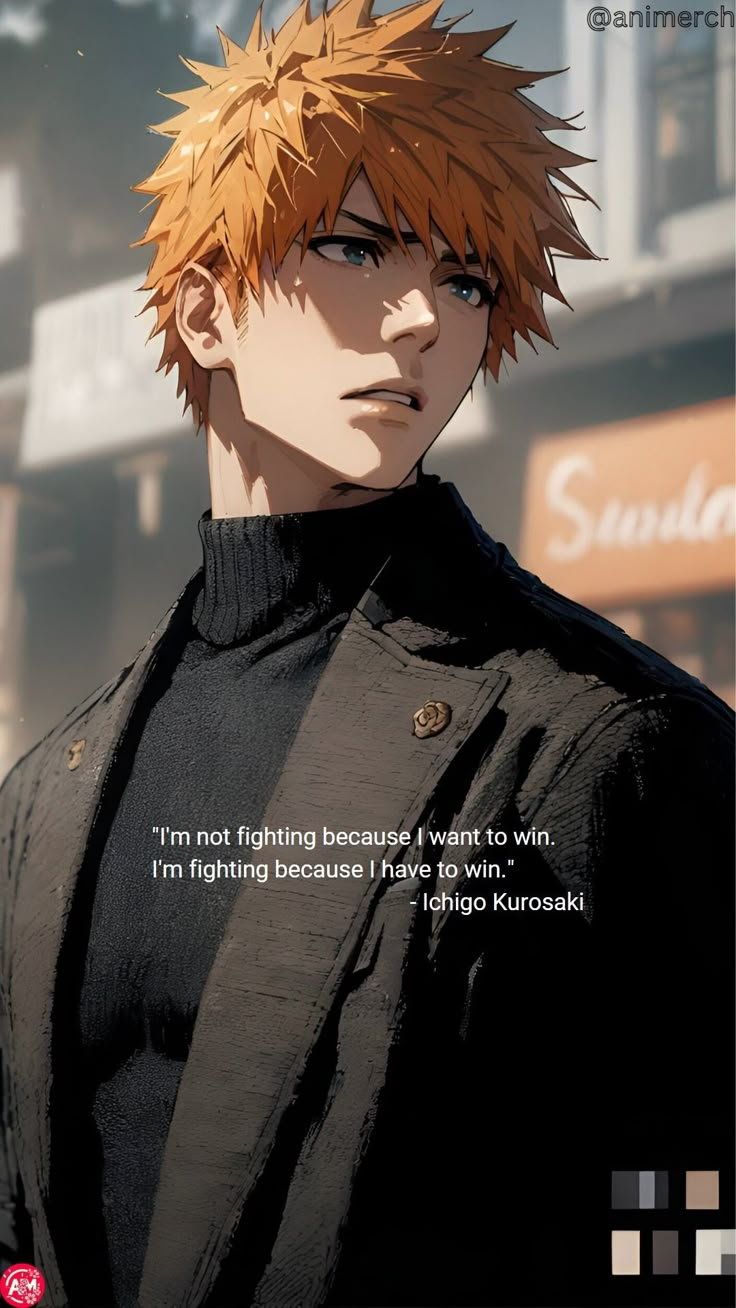 @animerch
"I'm not fighting because I want to win.
I'm fighting because I have to win."
- Ichigo Kurosaki
A&M